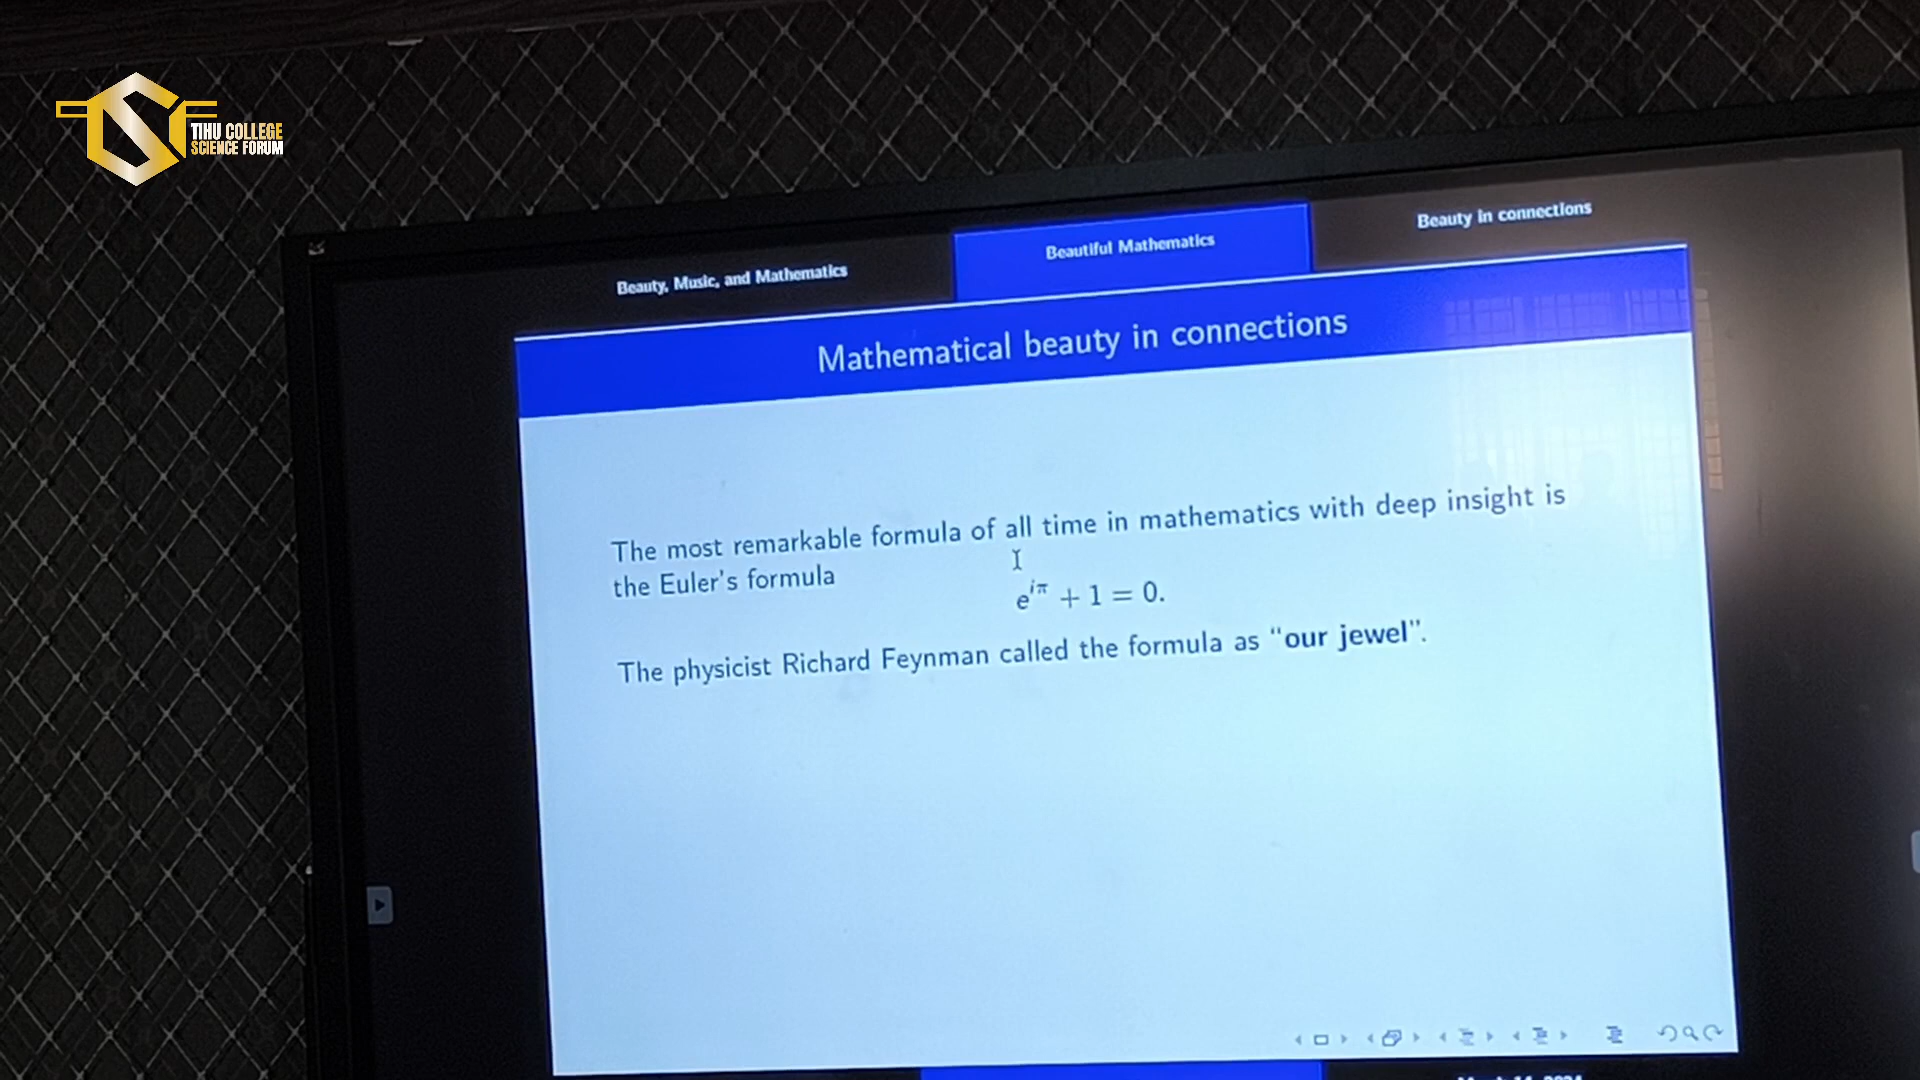 TIHU COLLEGE
SCIENCE FORUM
Beauty, Music, and Mathematics
Beautiful Mathematics
Beauty in connections
Mathematical beauty in connections
The most remarkable formula of all time in mathematics with deep insight is
the Euler's formula
e^{iπ} + 1 = 0.
The physicist Richard Feynman called the formula as "our jewel".